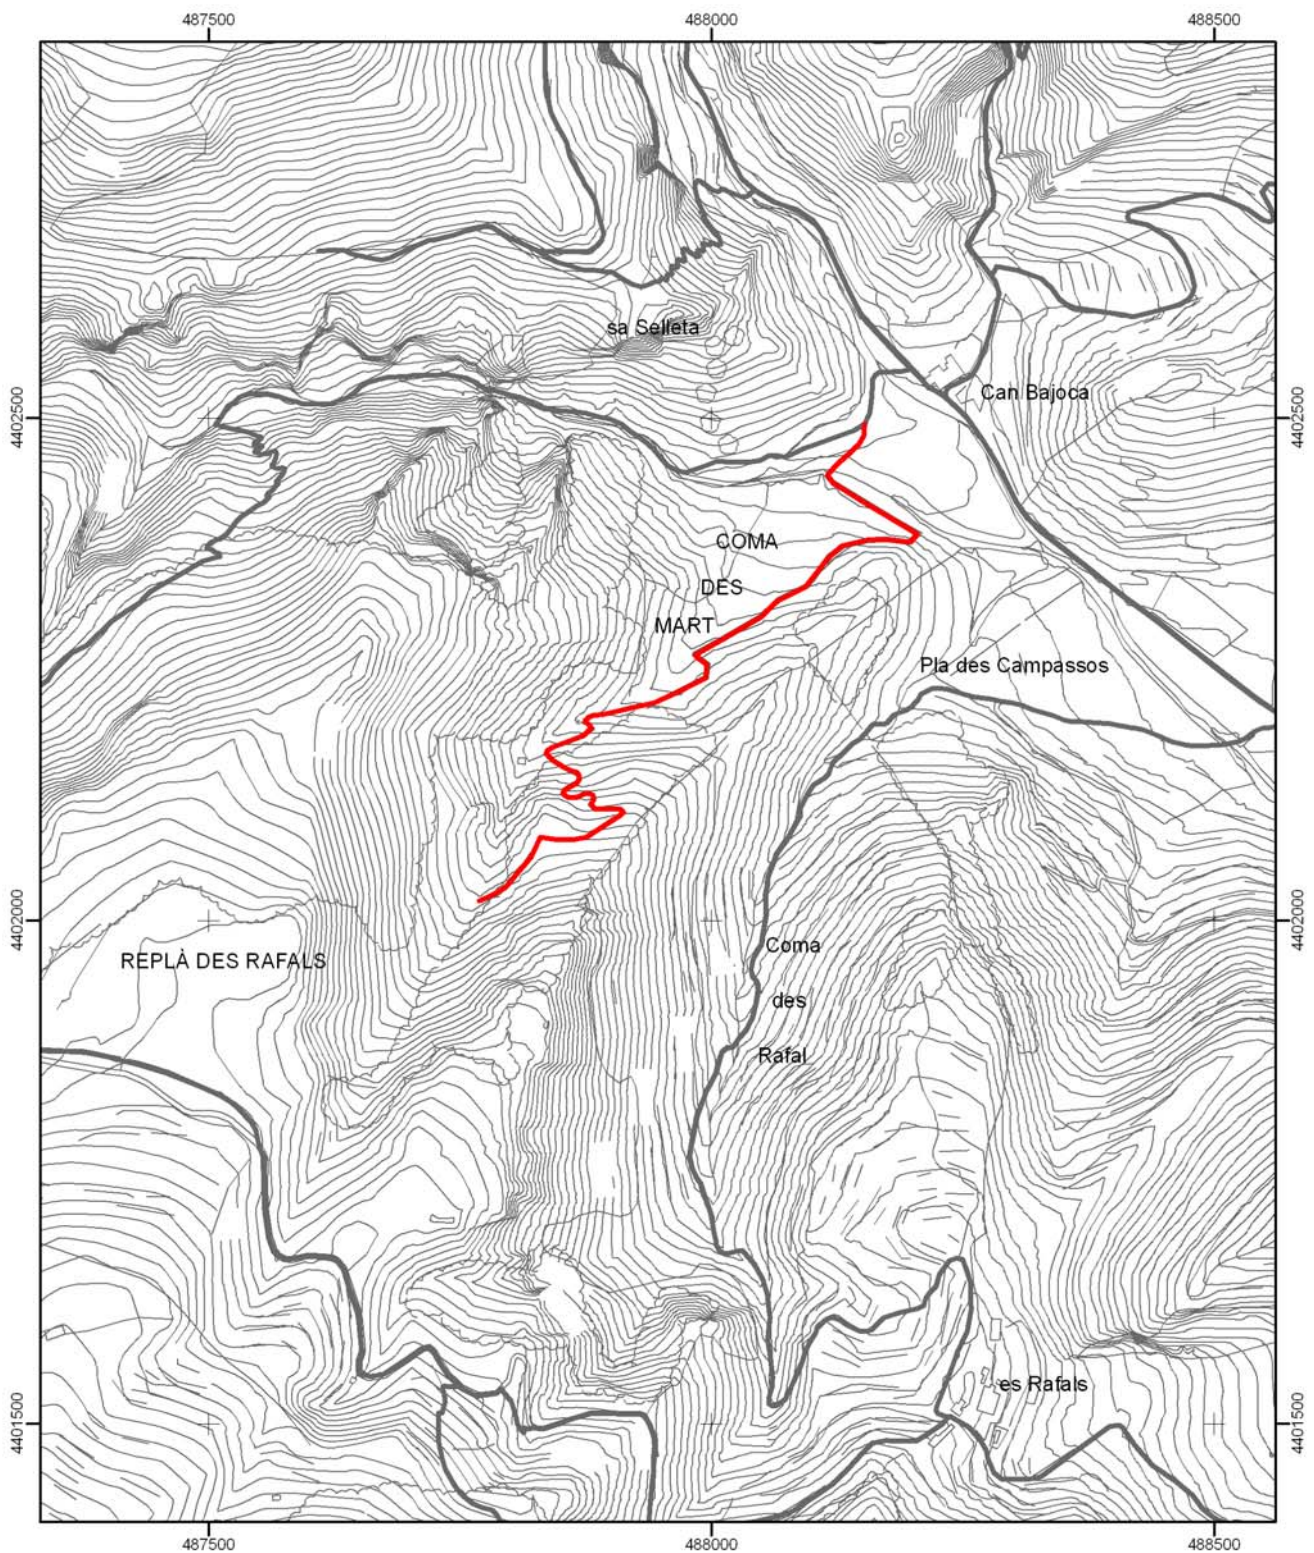 487500
488000
488500
sa Selleta
Can Bajoca
4402500
4402500
COMA
DES
MART
Pla des Campassos
4402000
4402000
Coma
REPLÀ DES RAFALS
des
Rafal
es Rafals
4401500
4401500
487500
488000
488500